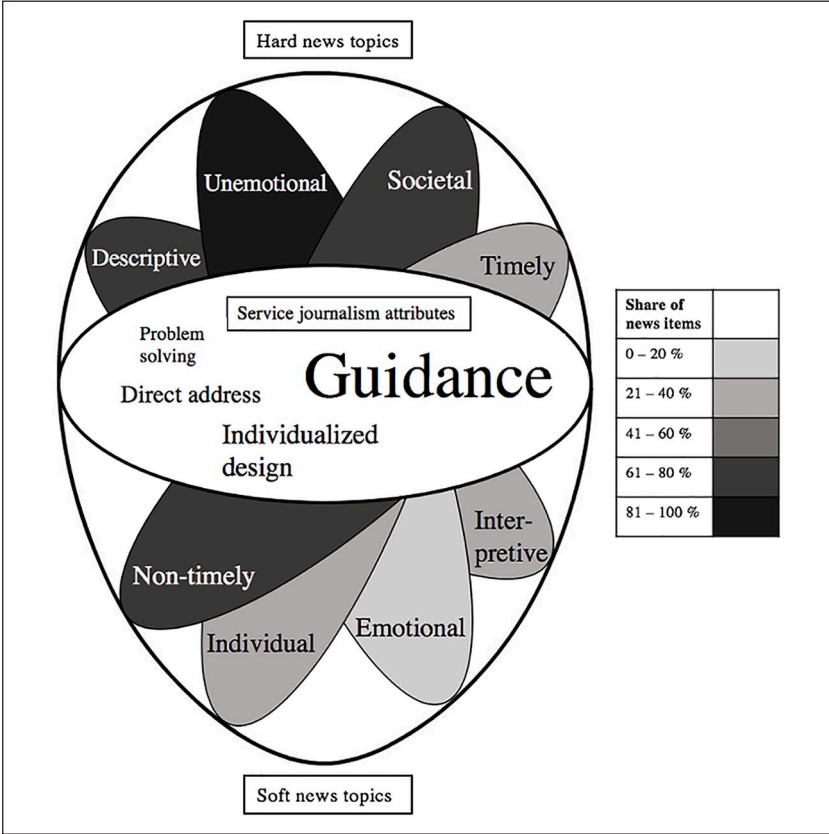 Hard news topics
Unemotional
Societal
Descriptive
Timely
Service journalism attributes
Problem
solving
Guidance
Direct address
Individualized
design
Inter-
pretive
Non-timely
Emotional
Individual
Soft news topics
Share of
news items
0 – 20 %
21 – 40 %
41 – 60 %
61 – 80 %
81 – 100 %